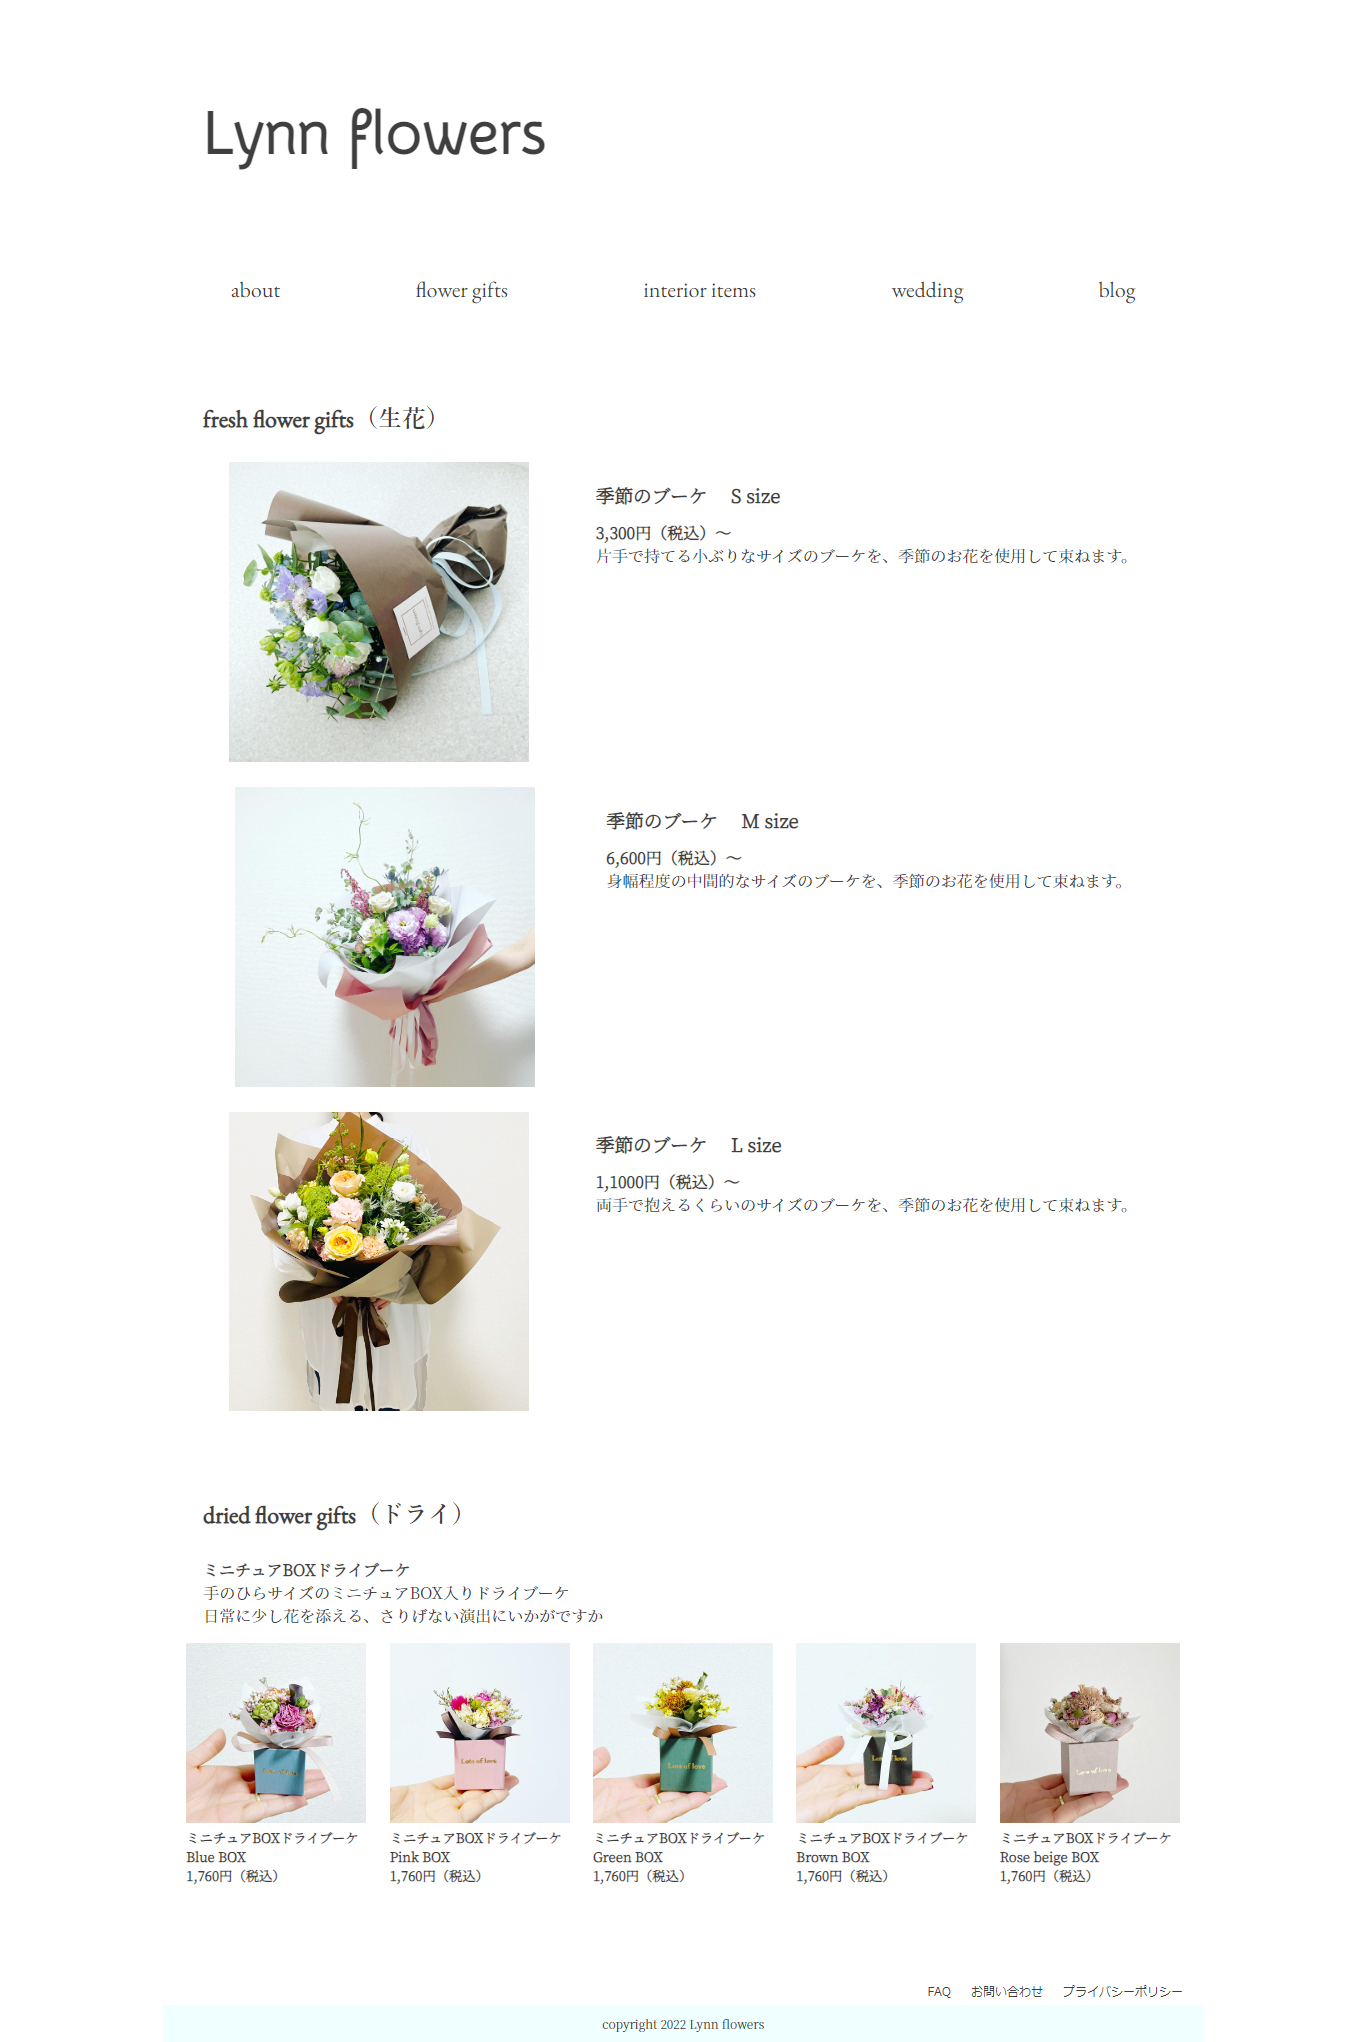 Lynn flowers
about
flower gifts
interior items
wedding
blog
fresh flower gifts（生花）
季節のブーケ　S size
3,300円（税込）～
片手で持てる小ぶりなサイズのブーケを、季節のお花を使用して束ねます。
季節のブーケ　M size
6,600円（税込）～
身幅程度の中間的なサイズのブーケを、季節のお花を使用して束ねます。
季節のブーケ　L size
1,1000円（税込）～
両手で抱えるくらいのサイズのブーケを、季節のお花を使用して束ねます。
dried flower gifts（ドライ）
ミニチュアBOXドライブーケ
手のひらサイズのミニチュアBOX入りドライブーケ
日常に少し花を添える、さりげない演出にいかがですか
Lots of love
Lots of love
Lots of love
Lots of love
Lots of love
ミニチュアBOXドライブーケ
Blue BOX
1,760円（税込）
ミニチュアBOXドライブーケ
Pink BOX
1,760円（税込）
ミニチュアBOXドライブーケ
Green BOX
1,760円（税込）
ミニチュアBOXドライブーケ
Brown BOX
1,760円（税込）
ミニチュアBOXドライブーケ
Rose beige BOX
1,760円（税込）
FAQ
お問い合わせ
プライバシーポリシー
copyright 2022 Lynn flowers